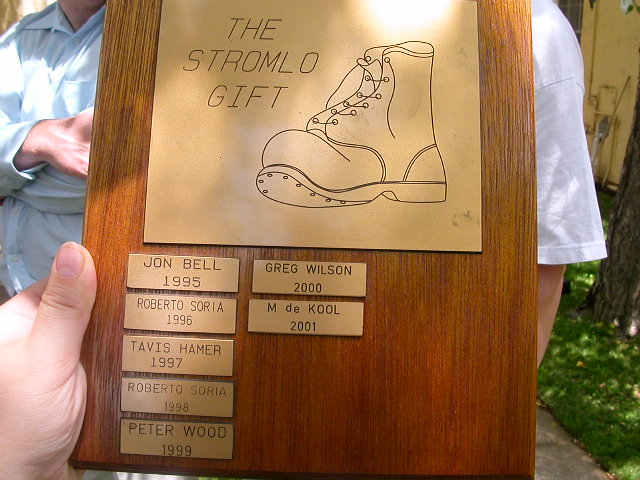 THE
STROMLO
GIFT
JON BELL
1995
ROBERTO SORIA
1996
TAVIS HAMER
1997
ROBERTO SORIA
1998
PETER WOOD
1999
GREG WILSON
2000
M de KOOL
2001